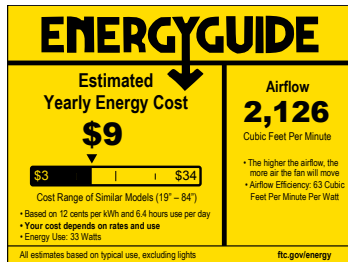 ENERGYGUIDE
Estimated
Yearly Energy Cost
$9
$3
$34
Cost Range of Similar Models (19” – 84”)
• Based on 12 cents per kWh and 6.4 hours use per day
• Your cost depends on rates and use
• Energy Use: 33 Watts
Airflow
2,126
Cubic Feet Per Minute
• The higher the airflow, the
more air the fan will move
• Airflow Efficiency: 63 Cubic
Feet Per Minute Per Watt
All estimates based on typical use, excluding lights
ftc.gov/energy